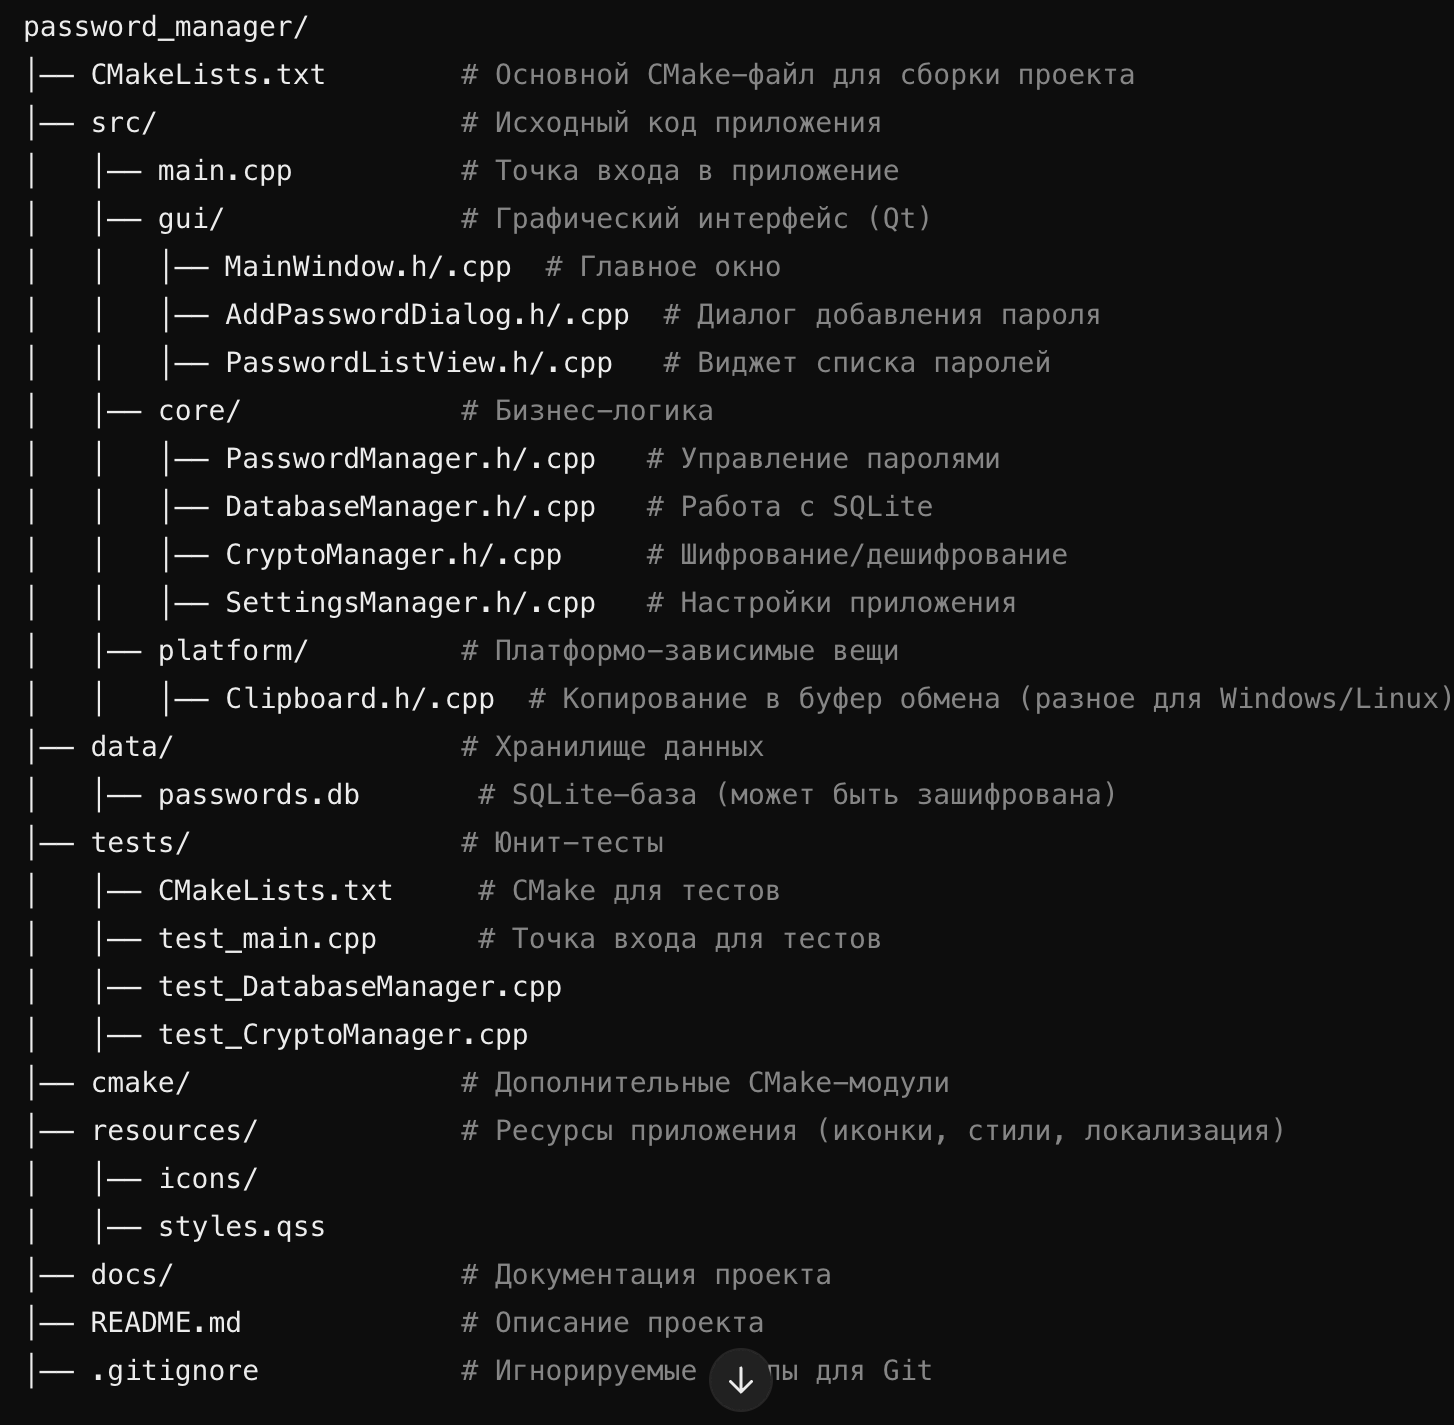 password_manager/
├── CMakeLists.txt        # Основной CMake-файл для сборки проекта
├── src/                  # Исходный код приложения
│   ├── main.cpp          # Точка входа в приложение
│   ├── gui/              # Графический интерфейс (Qt)
│   │   ├── MainWindow.h/.cpp  # Главное окно
│   │   ├── AddPasswordDialog.h/.cpp  # Диалог добавления пароля
│   │   ├── PasswordListView.h/.cpp   # Виджет списка паролей
│   ├── core/             # Бизнес-логика
│   │   ├── PasswordManager.h/.cpp   # Управление паролями
│   │   ├── DatabaseManager.h/.cpp   # Работа с SQLite
│   │   ├── CryptoManager.h/.cpp     # Шифрование/дешифрование
│   │   ├── SettingsManager.h/.cpp   # Настройки приложения
│   ├── platform/         # Платформо-зависимые вещи
│   │   ├── Clipboard.h/.cpp  # Копирование в буфер обмена (разное для Windows/Linux)
├── data/                 # Хранилище данных
│   ├── passwords.db       # SQLite-база (может быть зашифрована)
├── tests/                # Юнит-тесты
│   ├── CMakeLists.txt     # CMake для тестов
│   ├── test_main.cpp      # Точка входа для тестов
│   ├── test_DatabaseManager.cpp
│   ├── test_CryptoManager.cpp
├── cmake/                # Дополнительные CMake-модули
├── resources/            # Ресурсы приложения (иконки, стили, локализация)
│   ├── icons/
│   ├── styles.qss
├── docs/                 # Документация проекта
├── README.md             # Описание проекта
├── .gitignore            # Игнорируемые для Git